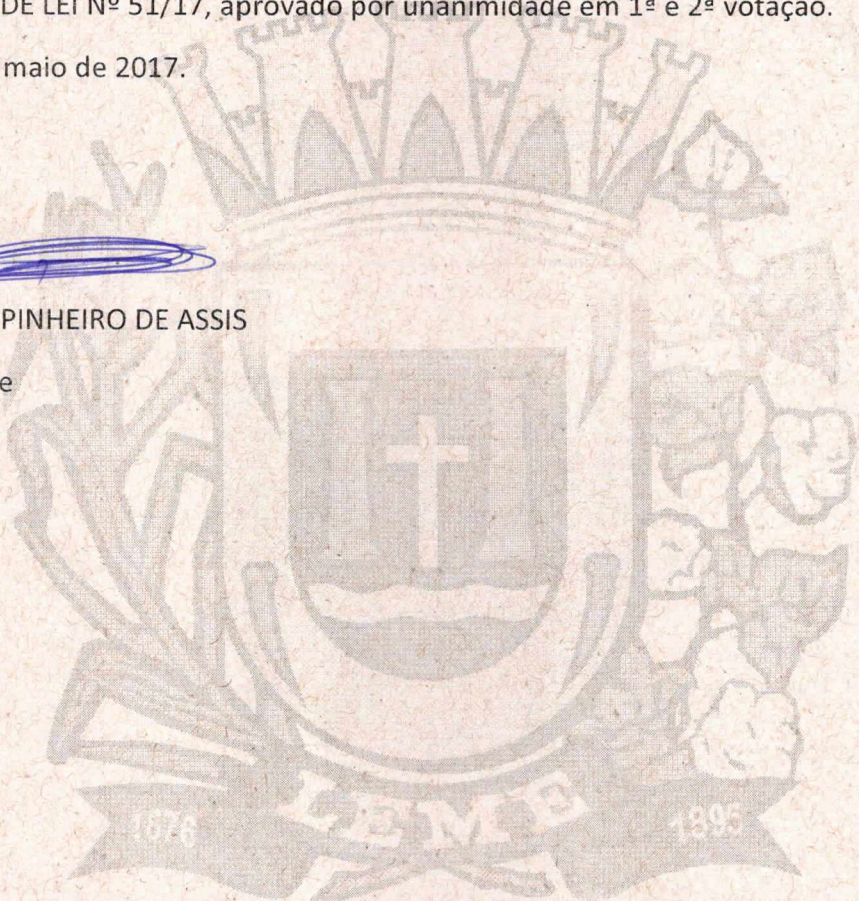 DE LEI Nº 51/17, aprovado por unanimidade em 1ª e 2ª votação.
maio de 2017.
PINHEIRO DE ASSIS
e
1876 LEME 1895